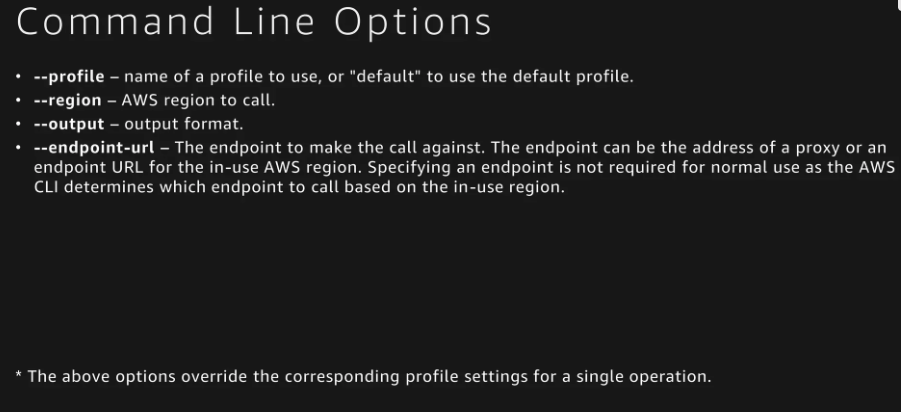 Command Line Options
• --profile – name of a profile to use, or "default" to use the default profile.
• --region – AWS region to call.
• --output – output format.
• --endpoint-url – The endpoint to make the call against. The endpoint can be the address of a proxy or an
endpoint URL for the in-use AWS region. Specifying an endpoint is not required for normal use as the AWS
CLI determines which endpoint to call based on the in-use region.
* The above options override the corresponding profile settings for a single operation.